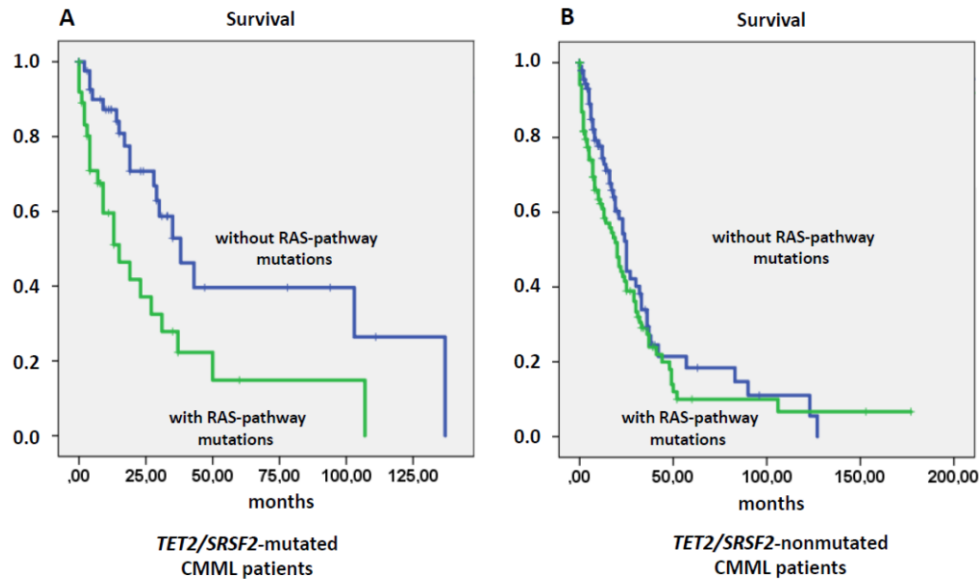 A
Survival
1.0
0.8
0.6
0.4
0.2
0.0
without RAS-pathway
mutations
with RAS-pathway
mutations
,00
25,00
50,00
75,00
100,00
125,00
months
TET2/SRSF2-mutated
CMML patients
B
Survival
1.0
0.8
0.6
0.4
0.2
0.0
without RAS-pathway
mutations
with RAS-pathway
mutations
,00
50,00
100,00
150,00
200,00
months
TET2/SRSF2-nonmutated
CMML patients